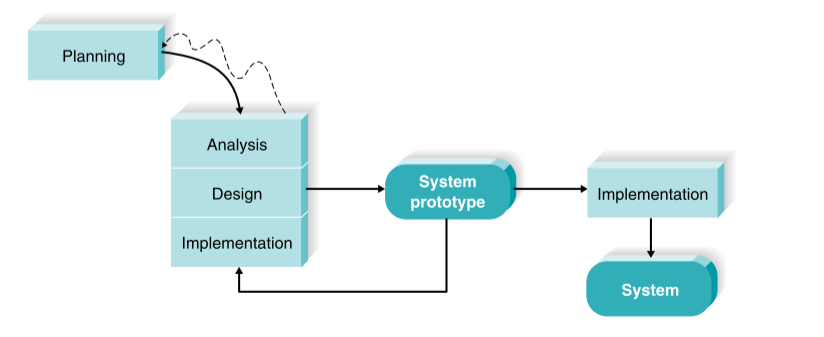 Planning
Analysis
Design
Implementation
System
prototype
Implementation
System